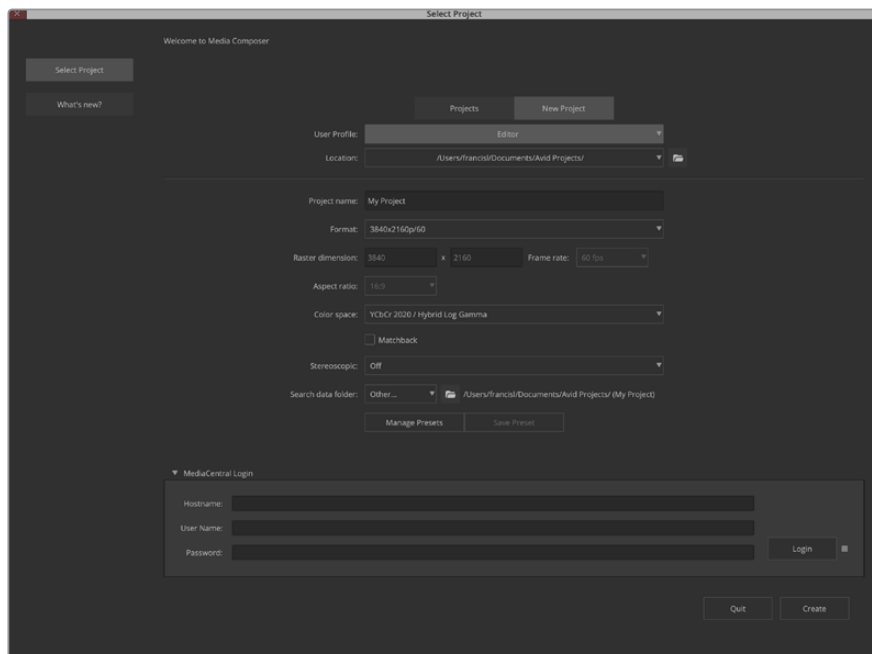 Select Project
Welcome to Media Composer
Select Project
What's new?
Projects New Project
User Profile: Editor
Location: /Users/francisl/Documents/Avid Projects/
Project name: My Project
Format: 3840x2160p/60
Raster dimension: 3840 x 2160 Frame rate: 60 fps
Aspect ratio: 16:9
Color space: YCbCr 2020 / Hybrid Log Gamma
Matchback
Stereoscopic: Off
Search data folder: Other... /Users/francisl/Documents/Avid Projects/ (My Project)
Manage Presets Save Preset
MediaCentral Login
Hostname:
User Name:
Password:
Login
Quit Create